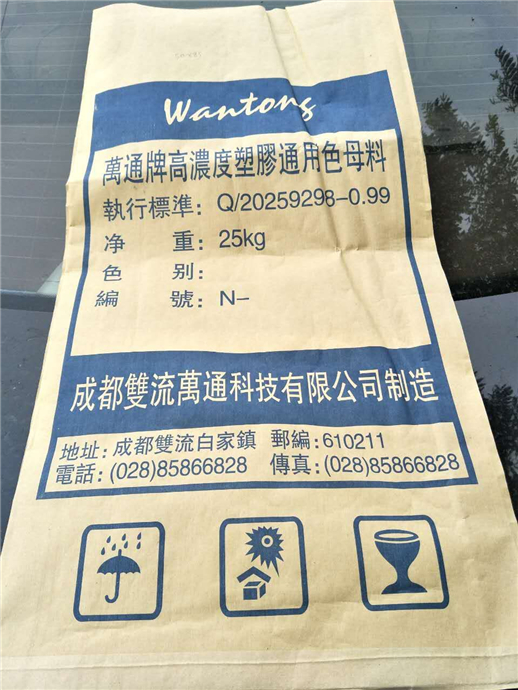 Wantong
萬通牌高濃度塑膠通用色母料
執行標準：Q/20259298-0.99
净　重：25kg
色　别：
編　號：N-
成都雙流萬通科技有限公司制造
地址：成都雙流白家鎮　郵編：610211
電話：(028)85866828　傳真：(028)85866828